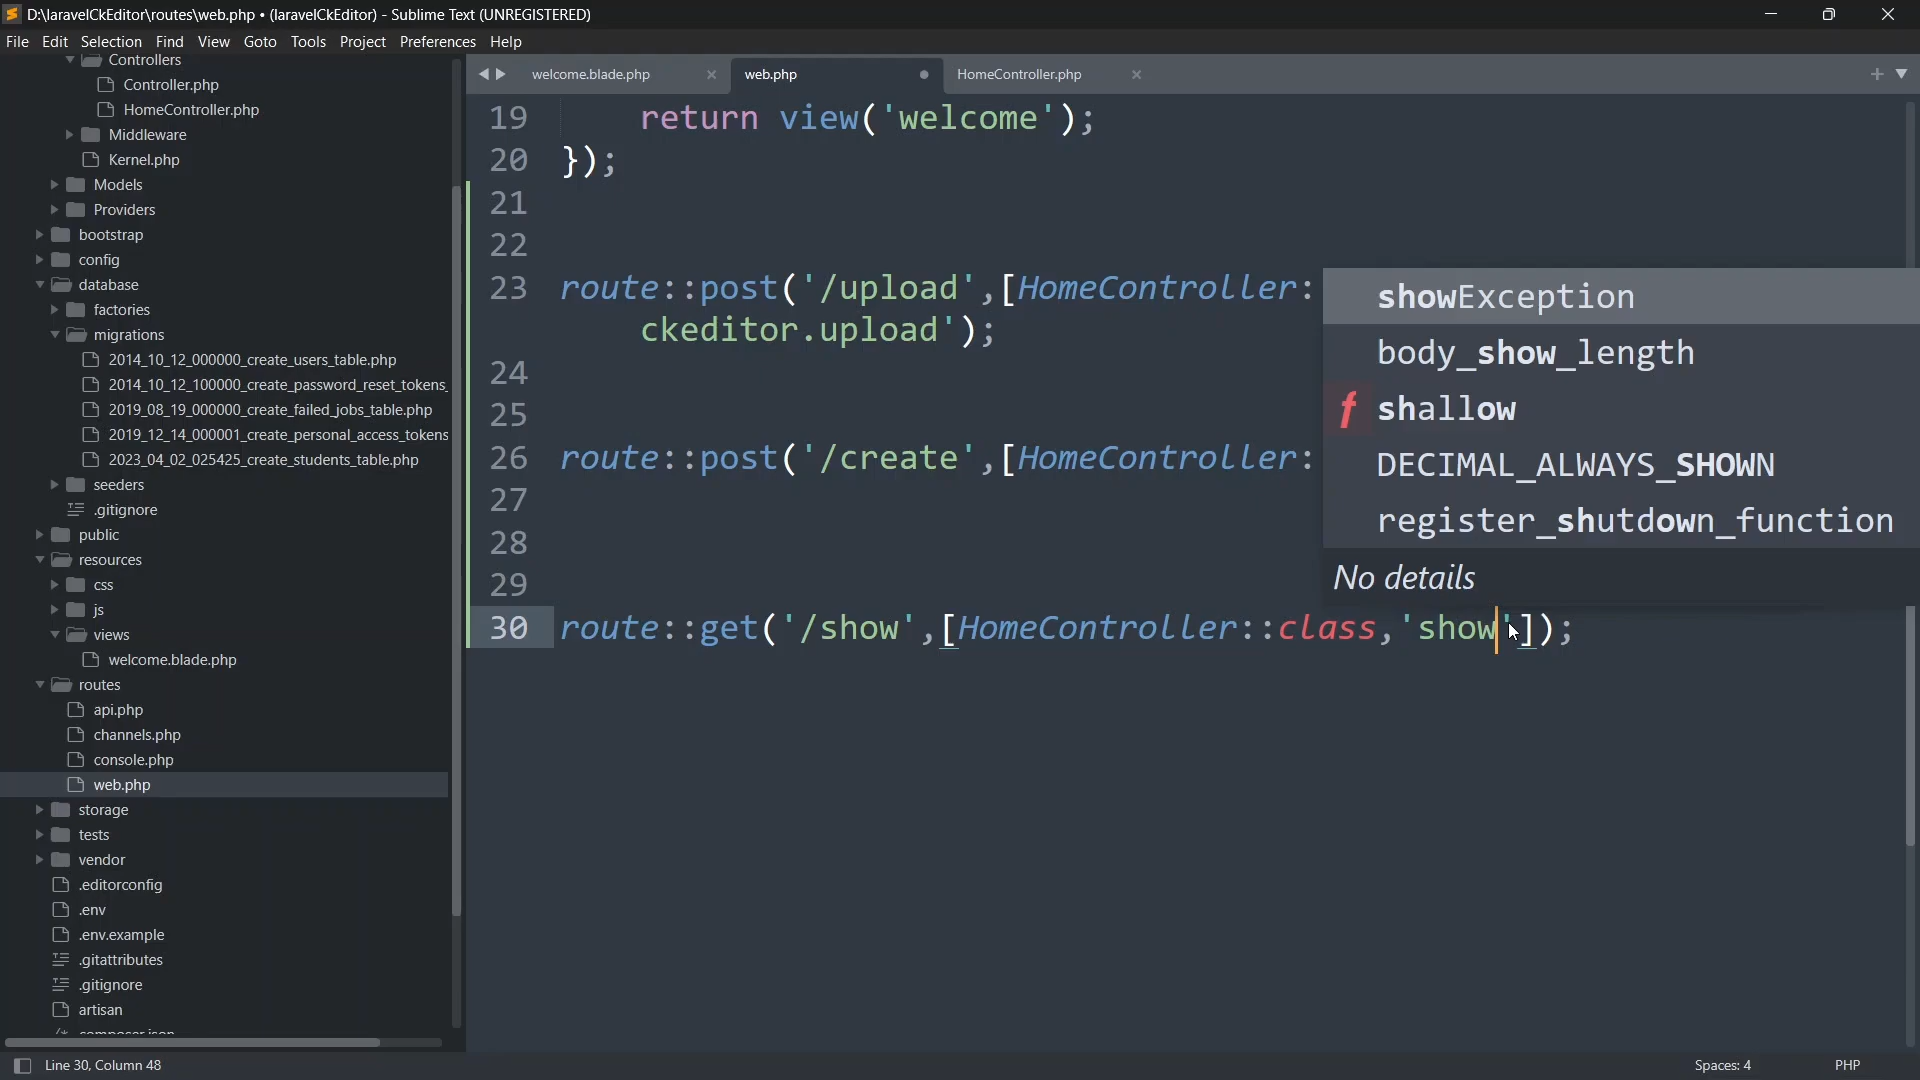 D:\laravelCkEditor\routes\web.php • (laravelCkEditor) - Sublime Text (UNREGISTERED)
File Edit Selection Find View Goto Tools Project Preferences Help
Controllers
Controller.php
HomeController.php
Middleware
Kernel.php
Models
Providers
bootstrap
config
database
factories
migrations
2014_10_12_000000_create_users_table.php
2014_10_12_100000_create_password_reset_tokens_
2019_08_19_000000_create_failed_jobs_table.php
2019_12_14_000001_create_personal_access_tokens
2023_04_02_025425_create_students_table.php
seeders
.gitignore
public
resources
css
js
views
welcome.blade.php
routes
api.php
channels.php
console.php
web.php
storage
tests
vendor
.editorconfig
.env
.env.example
.gitattributes
.gitignore
artisan
composer.json
welcome.blade.php web.php HomeController.php
19 return view('welcome');
20 });
21
22
23 route::post('/upload',[HomeController:
ckeditor.upload');
24
25
26 route::post('/create',[HomeController:
27
28
29
30 route::get('/show',[HomeController::class,'show']);
showException
body_show_length
f shallow
DECIMAL_ALWAYS_SHOWN
register_shutdown_function
No details
Line 30, Column 48
Spaces: 4
PHP